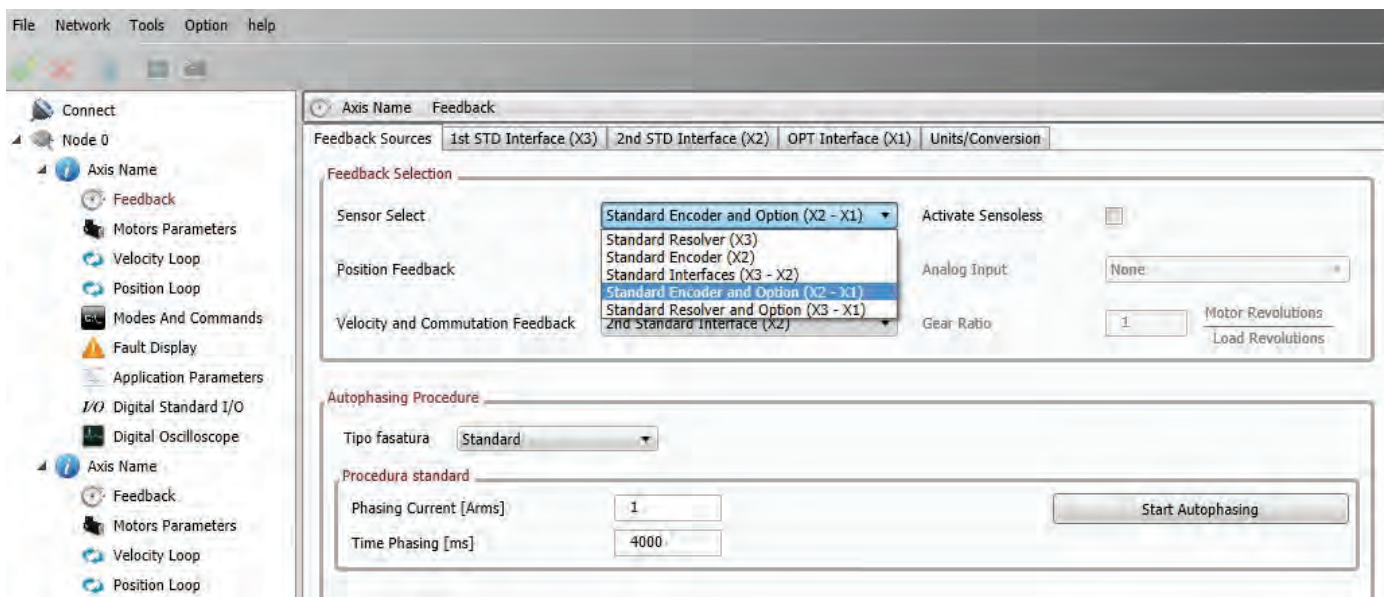 File Network Tools Option help
Connect
Node 0
Axis Name
Feedback
Motors Parameters
Velocity Loop
Position Loop
Modes And Commands
Fault Display
Application Parameters
I/O Digital Standard I/O
Digital Oscilloscope
Axis Name
Feedback
Motors Parameters
Velocity Loop
Position Loop
Axis Name Feedback
Feedback Sources 1st STD Interface (X3) 2nd STD Interface (X2) OPT Interface (X1) Units/Conversion
Feedback Selection
Sensor Select Standard Encoder and Option (X2 - X1) Activate Sensoless
Standard Resolver (X3)
Standard Encoder (X2)
Standard Interfaces (X3 - X2)
Standard Encoder and Option (X2 - X1)
Standard Resolver and Option (X3 - X1)
Position Feedback Analog Input None
Velocity and Commutation Feedback 2nd Standard Interface (X2) Gear Ratio 1 Motor Revolutions
Load Revolutions
Autophasing Procedure
Tipo fasatura Standard
Procedura standard
Phasing Current [Arms] 1 Start Autophasing
Time Phasing [ms] 4000